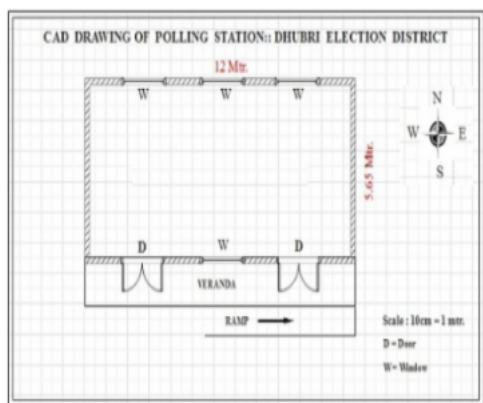 CAD DRAWING OF POLLING STATION:: DHUBRI ELECTION DISTRICT
12 Mtr.
W W W
N
W E
S
5.65 Mtr.
D W D
VERANDA
RAMP
Scale : 10cm = 1 mtr.
D = Door
W = Window